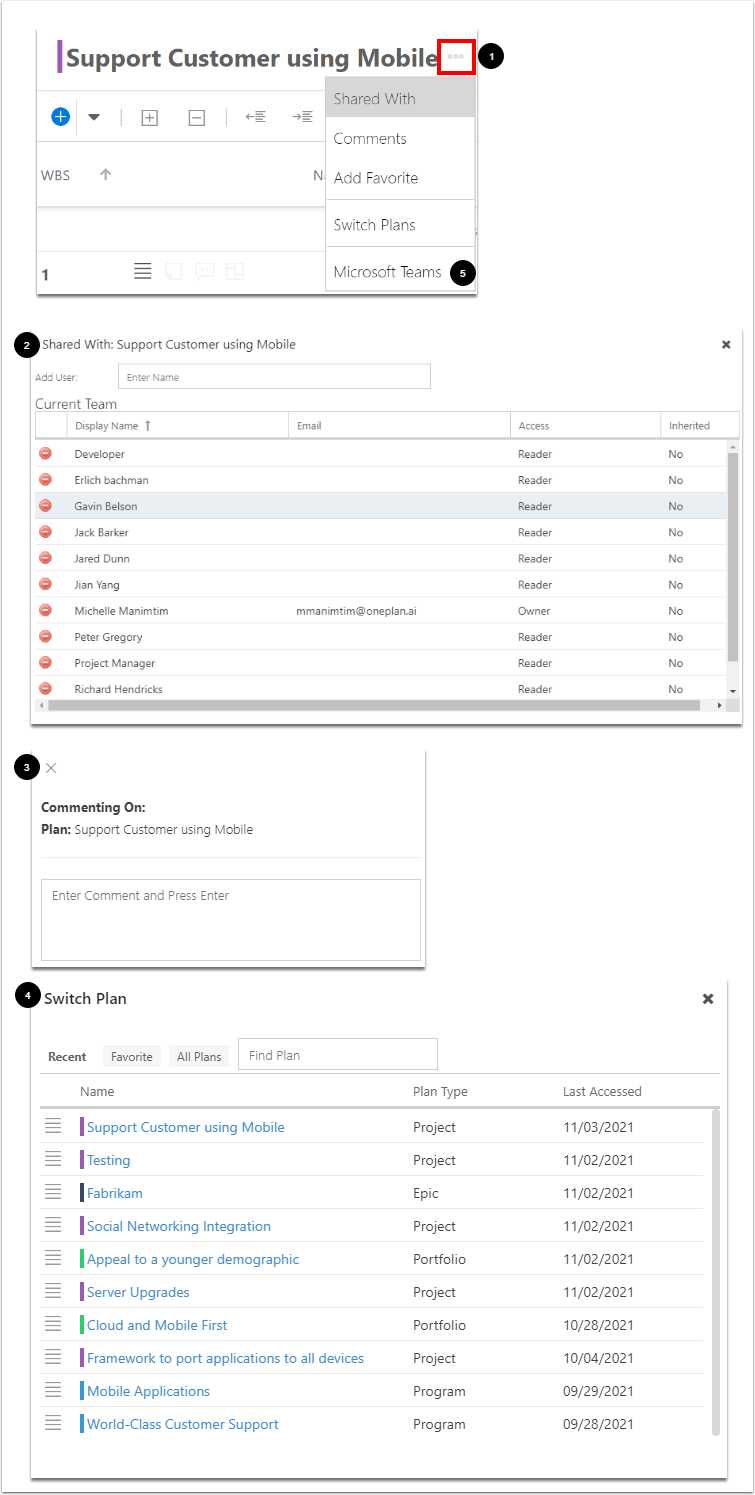 Support Customer using Mobile
1
Shared With
Comments
WBS
Add Favorite
Switch Plans
1
Microsoft Teams
5
2
Shared With: Support Customer using Mobile
Add User:
Enter Name
Current Team
Display Name Email Access Inherited
Developer Reader No
Erlich bachman Reader No
Gavin Belson Reader No
Jack Barker Reader No
Jared Dunn Reader No
Jian Yang Reader No
Michelle Manimtim mmanimtim@oneplan.ai Owner No
Peter Gregory Reader No
Project Manager Reader No
Richard Hendricks Reader No
3
Commenting On:
Plan: Support Customer using Mobile
Enter Comment and Press Enter
4
Switch Plan
Recent Favorite All Plans Find Plan
Name Plan Type Last Accessed
Support Customer using Mobile Project 11/03/2021
Testing Project 11/02/2021
Fabrikam Epic 11/02/2021
Social Networking Integration Project 11/02/2021
Appeal to a younger demographic Portfolio 11/02/2021
Server Upgrades Project 11/02/2021
Cloud and Mobile First Portfolio 10/28/2021
Framework to port applications to all devices Project 10/04/2021
Mobile Applications Program 09/29/2021
World-Class Customer Support Program 09/28/2021